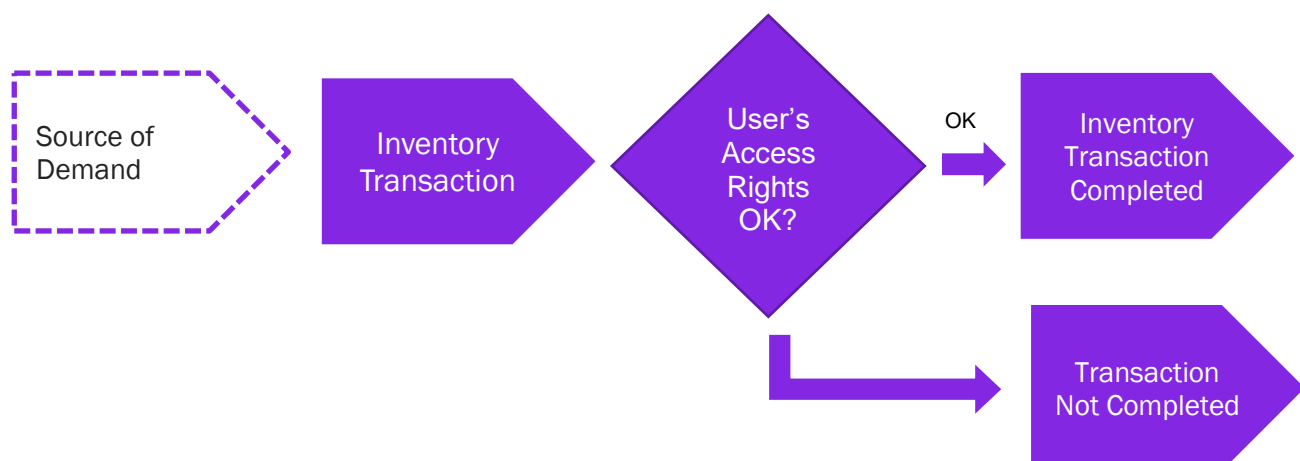 Source of
Demand
Inventory
Transaction
User's
Access
Rights
OK?
OK
Inventory
Transaction
Completed
Transaction
Not Completed